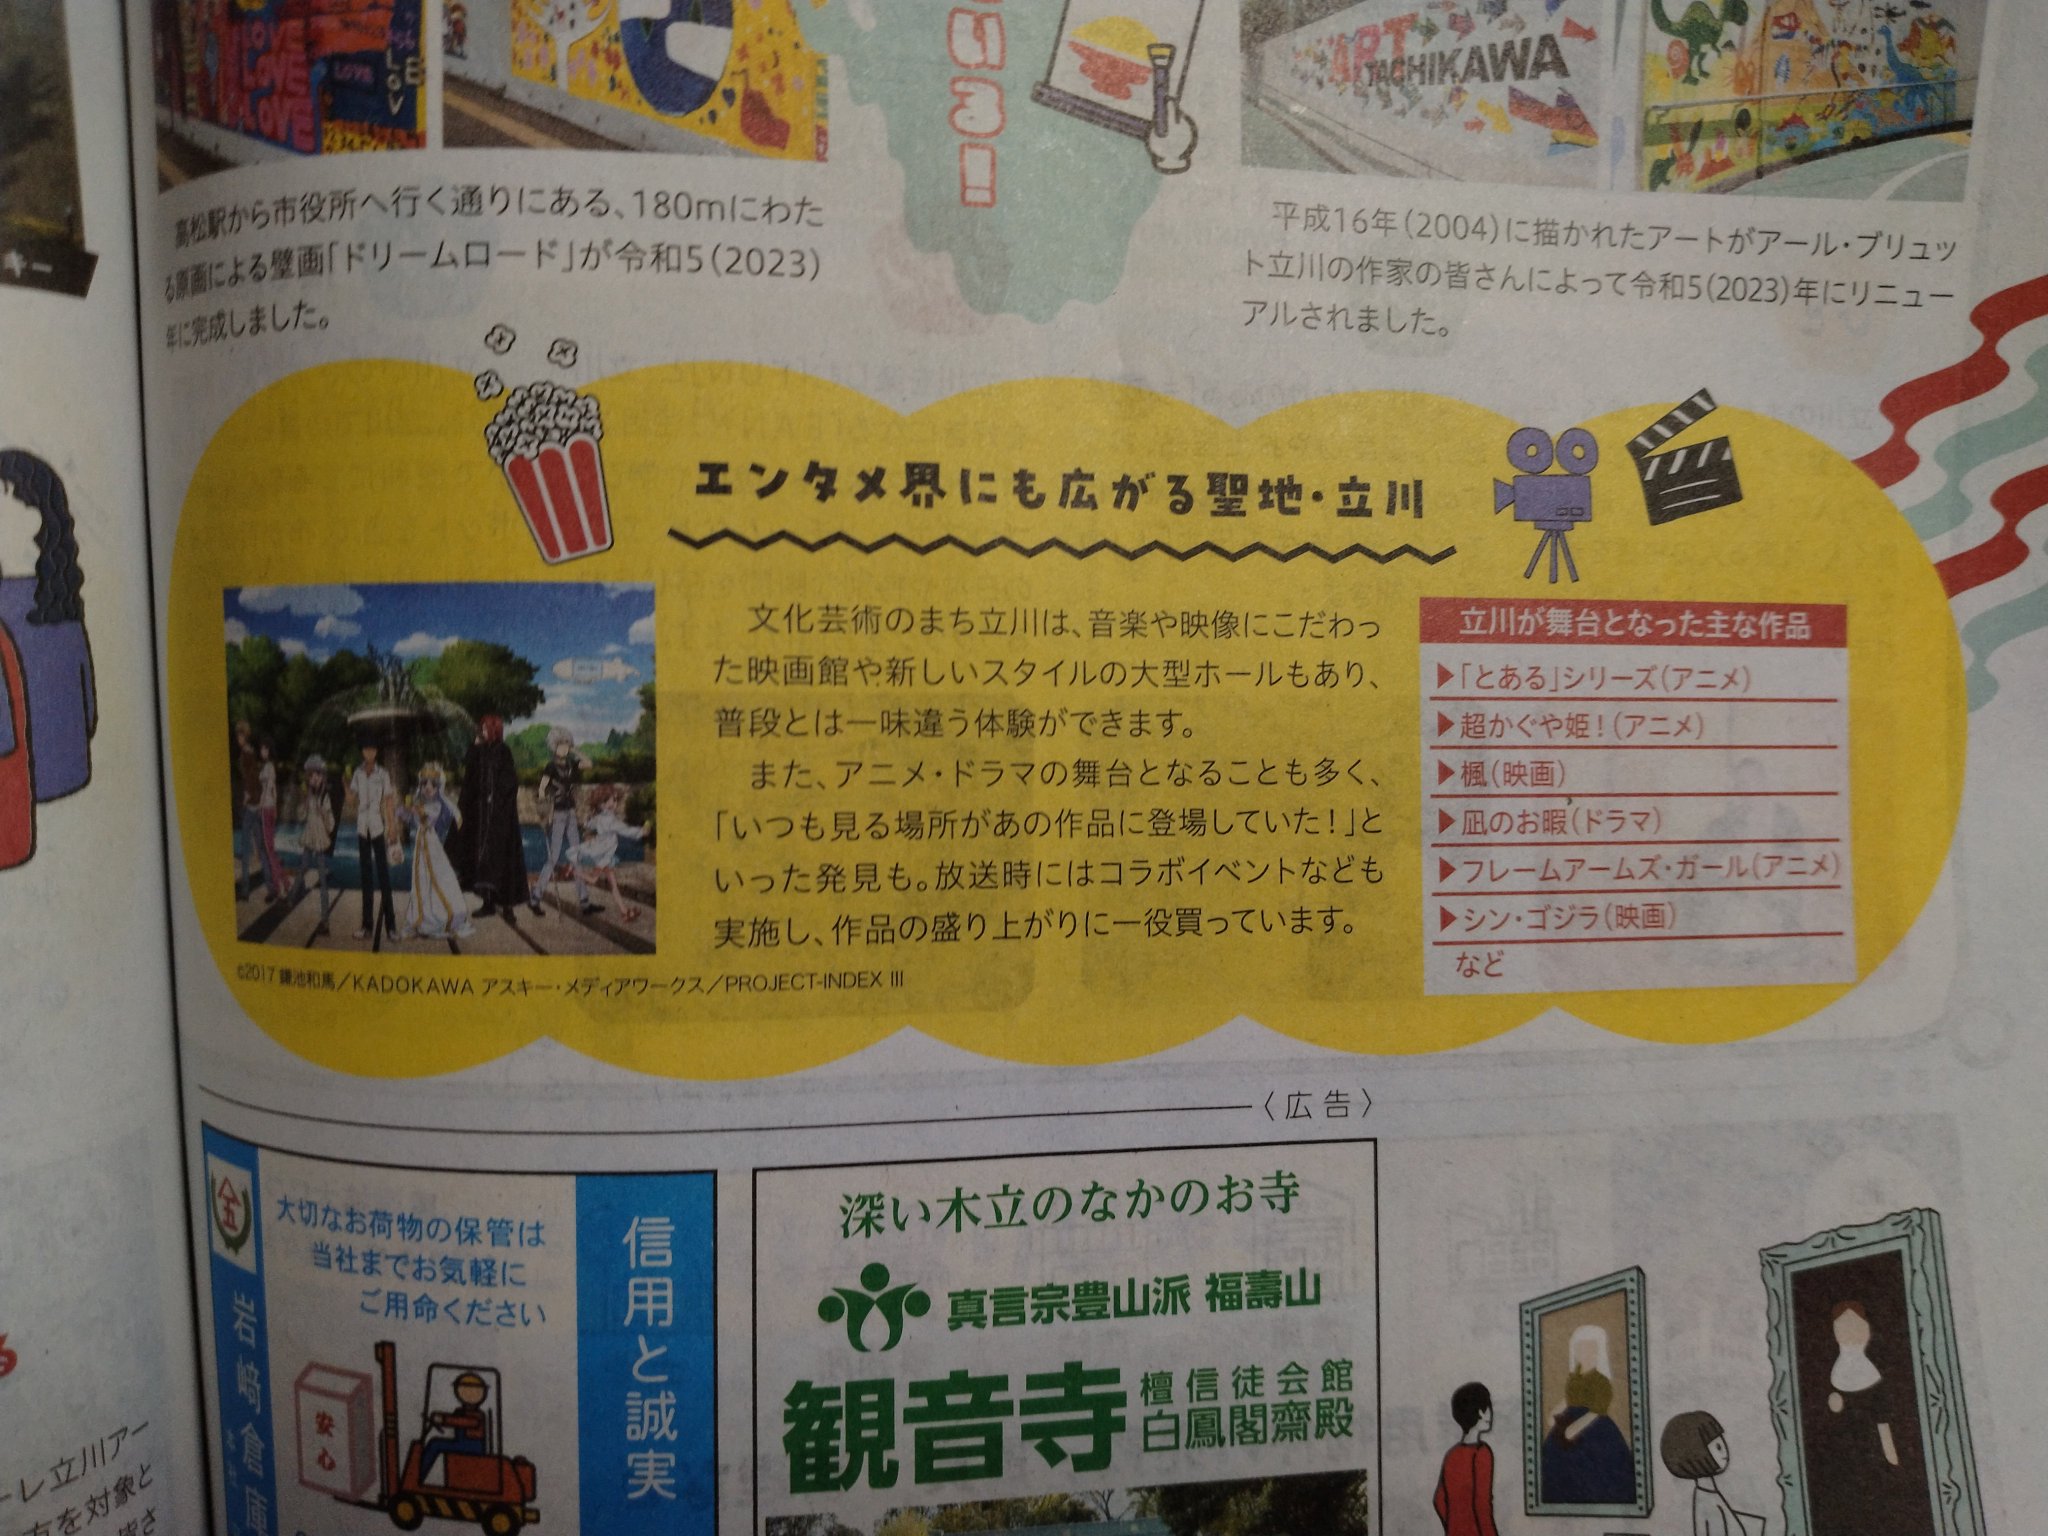 LOVE
LOVE
LOVE
LOVE
ART
TACHIKAWA
高松駅から市役所へ行く通りにある、180mにわた
る原画による壁画「ドリームロード」が令和5(2023)
年に完成しました。
平成16年(2004)に描かれたアートがアール・ブリュッ
ト立川の作家の皆さんによって令和5(2023)年にリニュー
アルされました。
エンタメ界にも広がる聖地・立川
文化芸術のまち立川は、音楽や映像にこだわっ
た映画館や新しいスタイルの大型ホールもあり、
普段とは一味違う体験ができます。
また、アニメ・ドラマの舞台となることも多く、
「いつも見る場所があの作品に登場していた!」と
いった発見も。放送時にはコラボイベントなども
実施し、作品の盛り上がりに一役買っています。
©2017 鎌池和馬/KADOKAWA アスキー・メディアワークス/PROJECT-INDEX III
立川が舞台となった主な作品
▶「とある」シリーズ(アニメ)
▶超かぐや姫!(アニメ)
▶楓(映画)
▶凪のお暇(ドラマ)
▶フレームアームズ・ガール(アニメ)
▶シン・ゴジラ(映画)
など
〈広告〉
大切なお荷物の保管は
当社までお気軽に
ご用命ください
信用と誠実
安心
深い木立のなかのお寺
真言宗豊山派 福壽山
観音寺
檀信徒会館
白鳳閣齋殿
ーレ立川アー
方を対象と